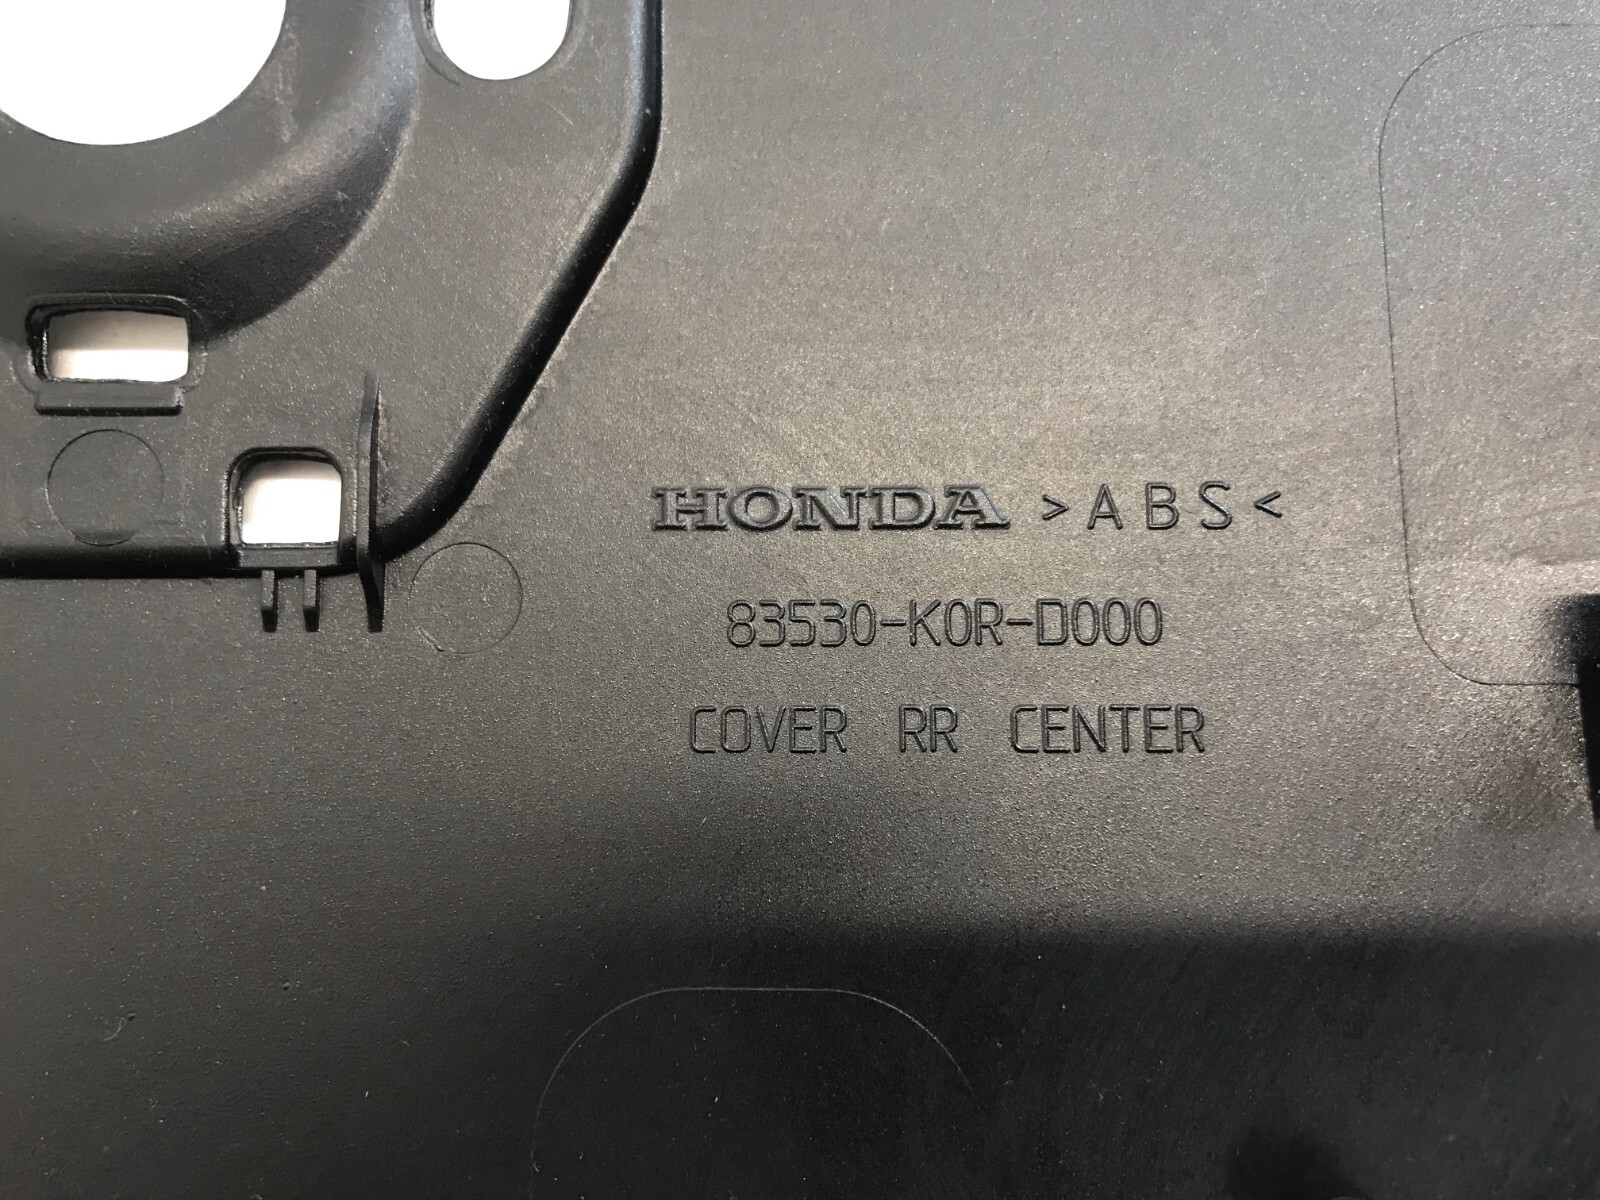 HONDA >ABS<
83530-K0R-D000
COVER RR CENTER